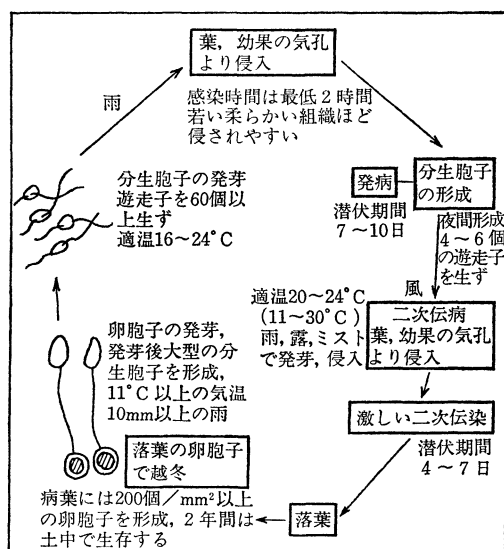 葉，幼果の気孔
より侵入
雨
感染時間は最低2時間
若い柔らかい組織ほど
侵されやすい
分生胞子の発芽
遊走子を60個以
上生ず
適温16～24°C
発病
分生胞子
の形成
潜伏期間
7～10日
夜間形成
4～6個
の遊走子
を生ず
風
適温20～24°C
(11～30°C)
雨，露，ミスト
で発芽，侵入
二次伝病
葉，幼果の気孔
より侵入
卵胞子の発芽，
発芽後大型の分
生胞子を形成，
11°C以上の気温
10mm以上の雨
激しい二次伝染
潜伏期間
4～7日
落葉の卵胞子
で越冬
病葉には200個／mm²以上
の卵胞子を形成，2年間は
土中で生存する
落葉